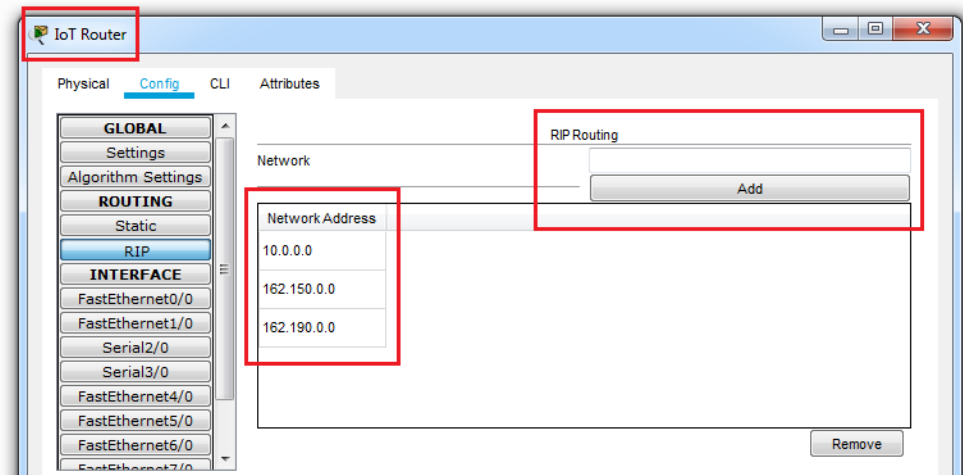 IoT Router
Physical Config CLI Attributes
GLOBAL
Settings
Algorithm Settings
ROUTING
Static
RIP
INTERFACE
FastEthernet0/0
FastEthernet1/0
Serial2/0
Serial3/0
FastEthernet4/0
FastEthernet5/0
FastEthernet6/0
FastEthernet7/0
RIP Routing
Network
Add
Network Address
10.0.0.0
162.150.0.0
162.190.0.0
Remove